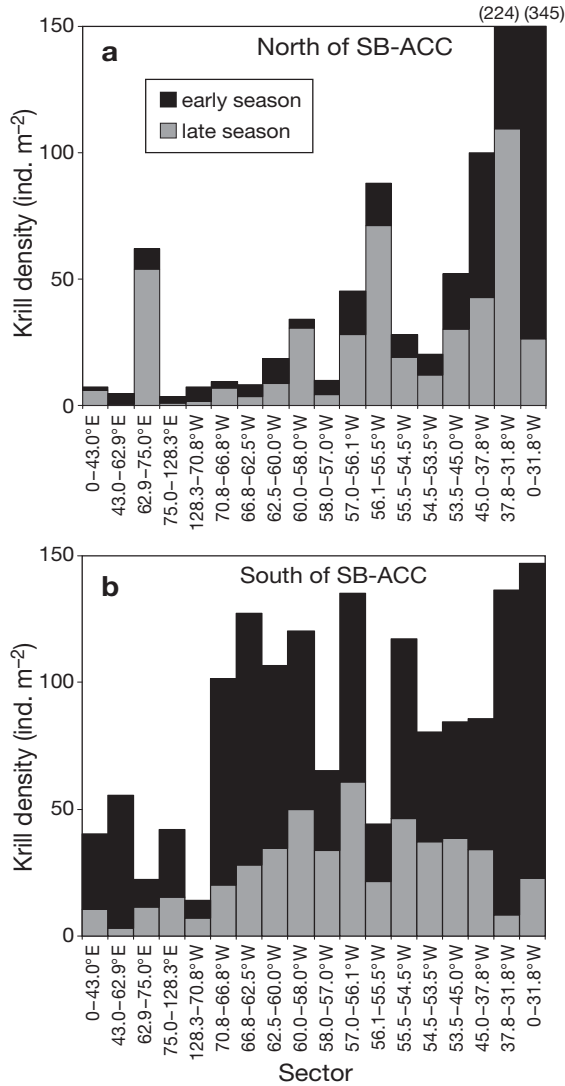 (224) (345)
150
a
North of SB-ACC
early season
late season
100
50
0
Krill density (ind. m–2)
0–43.0°E
43.0–62.9°E
62.9–75.0°E
75.0–128.3°E
128.3–70.8°W
70.8–66.8°W
66.8–62.5°W
62.5–60.0°W
60.0–58.0°W
58.0–57.0°W
57.0–56.1°W
56.1–55.5°W
55.5–54.5°W
54.5–53.5°W
53.5–45.0°W
45.0–37.8°W
37.8–31.8°W
0–31.8°W
150
b
South of SB-ACC
100
50
0
Krill density (ind. m–2)
0–43.0°E
43.0–62.9°E
62.9–75.0°E
75.0–128.3°E
128.3–70.8°W
70.8–66.8°W
66.8–62.5°W
62.5–60.0°W
60.0–58.0°W
58.0–57.0°W
57.0–56.1°W
56.1–55.5°W
55.5–54.5°W
54.5–53.5°W
53.5–45.0°W
45.0–37.8°W
37.8–31.8°W
0–31.8°W
Sector